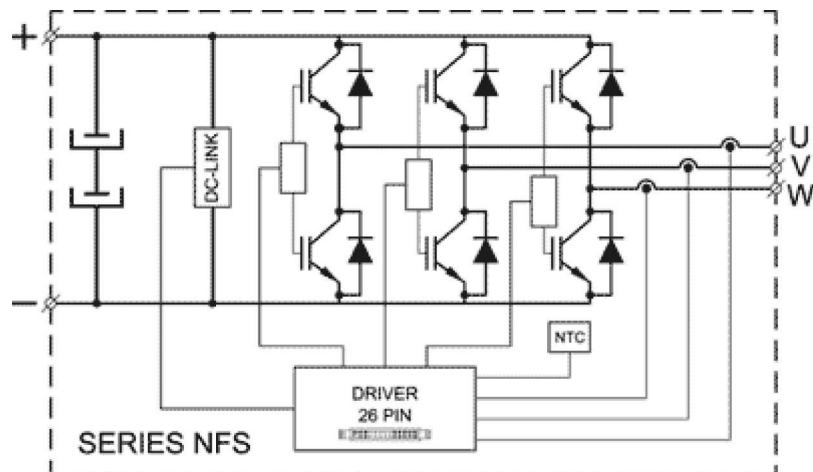 +
U
V
W
DC-LINK
−
NTC
DRIVER
26 PIN
SERIES NFS